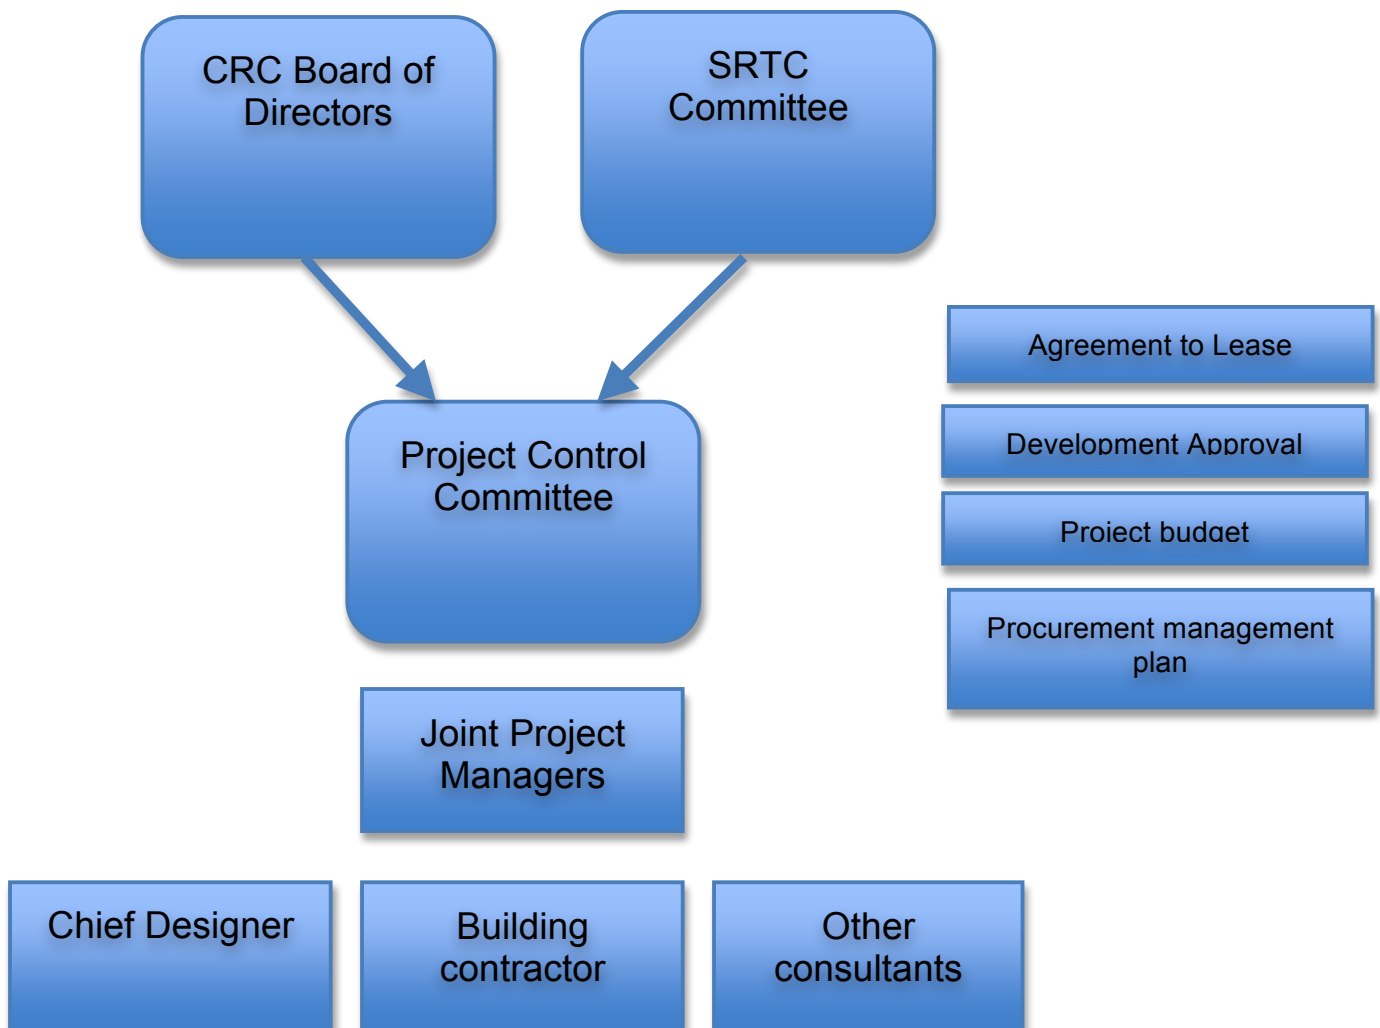 CRC Board of
Directors
SRTC
Committee
Agreement to Lease
Development Approval
Project Control
Committee
Project budget
Procurement management
plan
Joint Project
Managers
Chief Designer
Building
contractor
Other
consultants